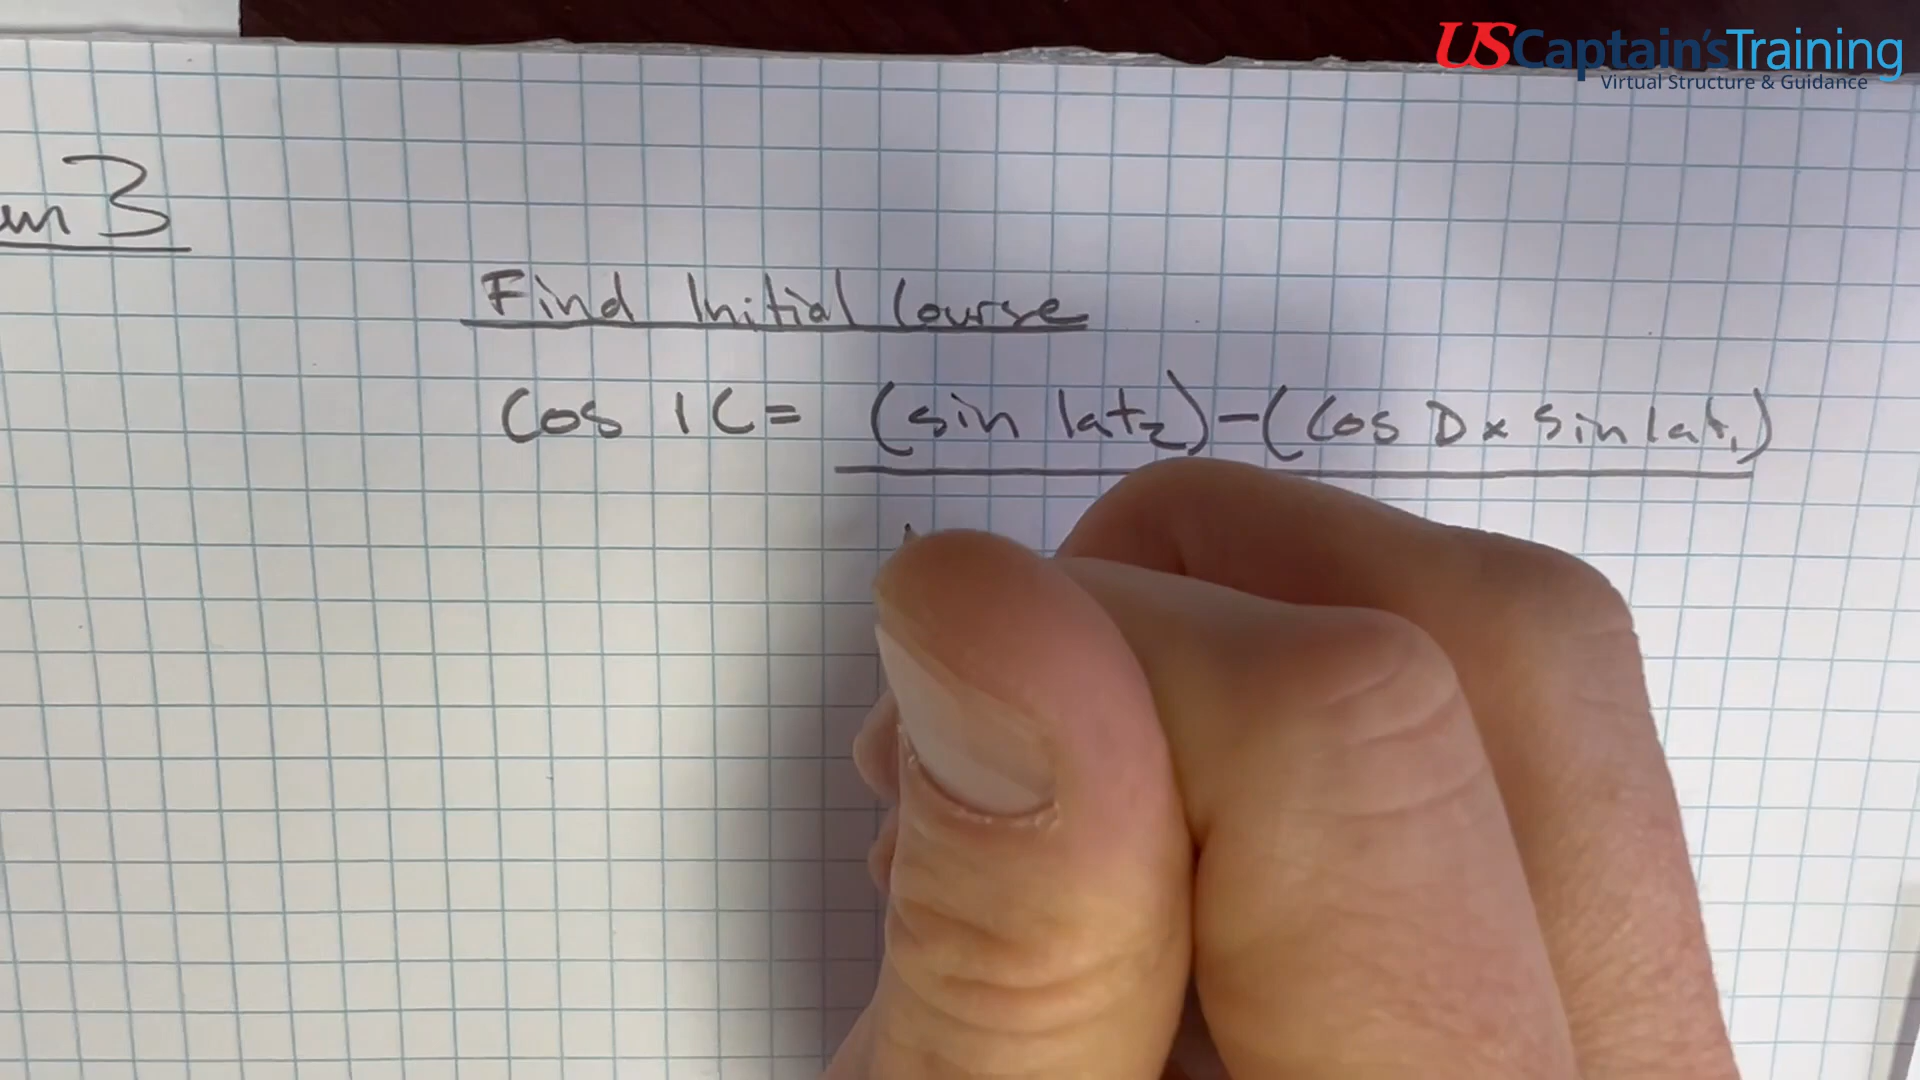 USCaptain'sTraining
Virtual Structure & Guidance
3
Find Initial Course
Cos IC = (sin lat₂) - (Cos D x Sin lat₁)